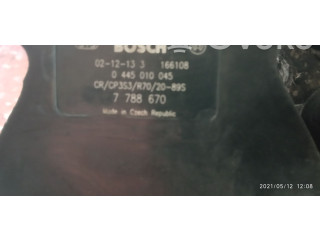 BOSCH
02-12-13 3 166108
0 445 010 045
CR/CP3S3/R70/20-89S
7 788 670
Made in Czech Republic
2021/05/12 12:08